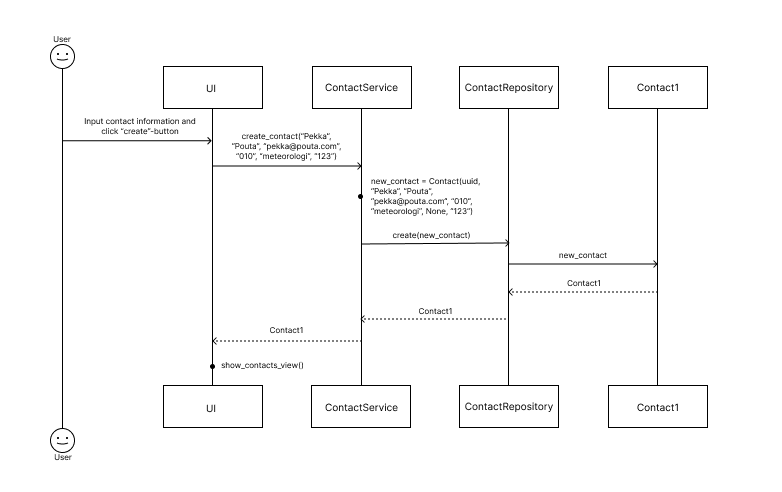 User
UI
ContactService
ContactRepository
Contact1
Input contact information and
click “create”-button
create_contact(“Pekka”,
“Pouta”, “pekka@pouta.com”,
“010”, “meteorologi”, “123”)
new_contact = Contact(uuid,
“Pekka”, “Pouta”,
“pekka@pouta.com”, “010”,
“meteorologi”, None, “123”)
create(new_contact)
new_contact
Contact1
Contact1
Contact1
show_contacts_view()
UI
ContactService
ContactRepository
Contact1
User